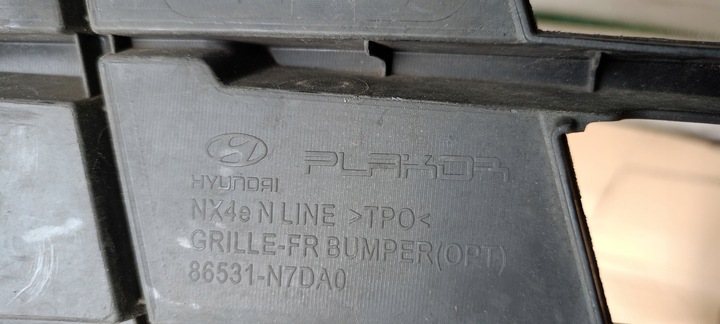 HYUNDAI PLAKOR
NX4e N LINE >TPO<
GRILLE-FR BUMPER(OPT)
86531-N7DA0